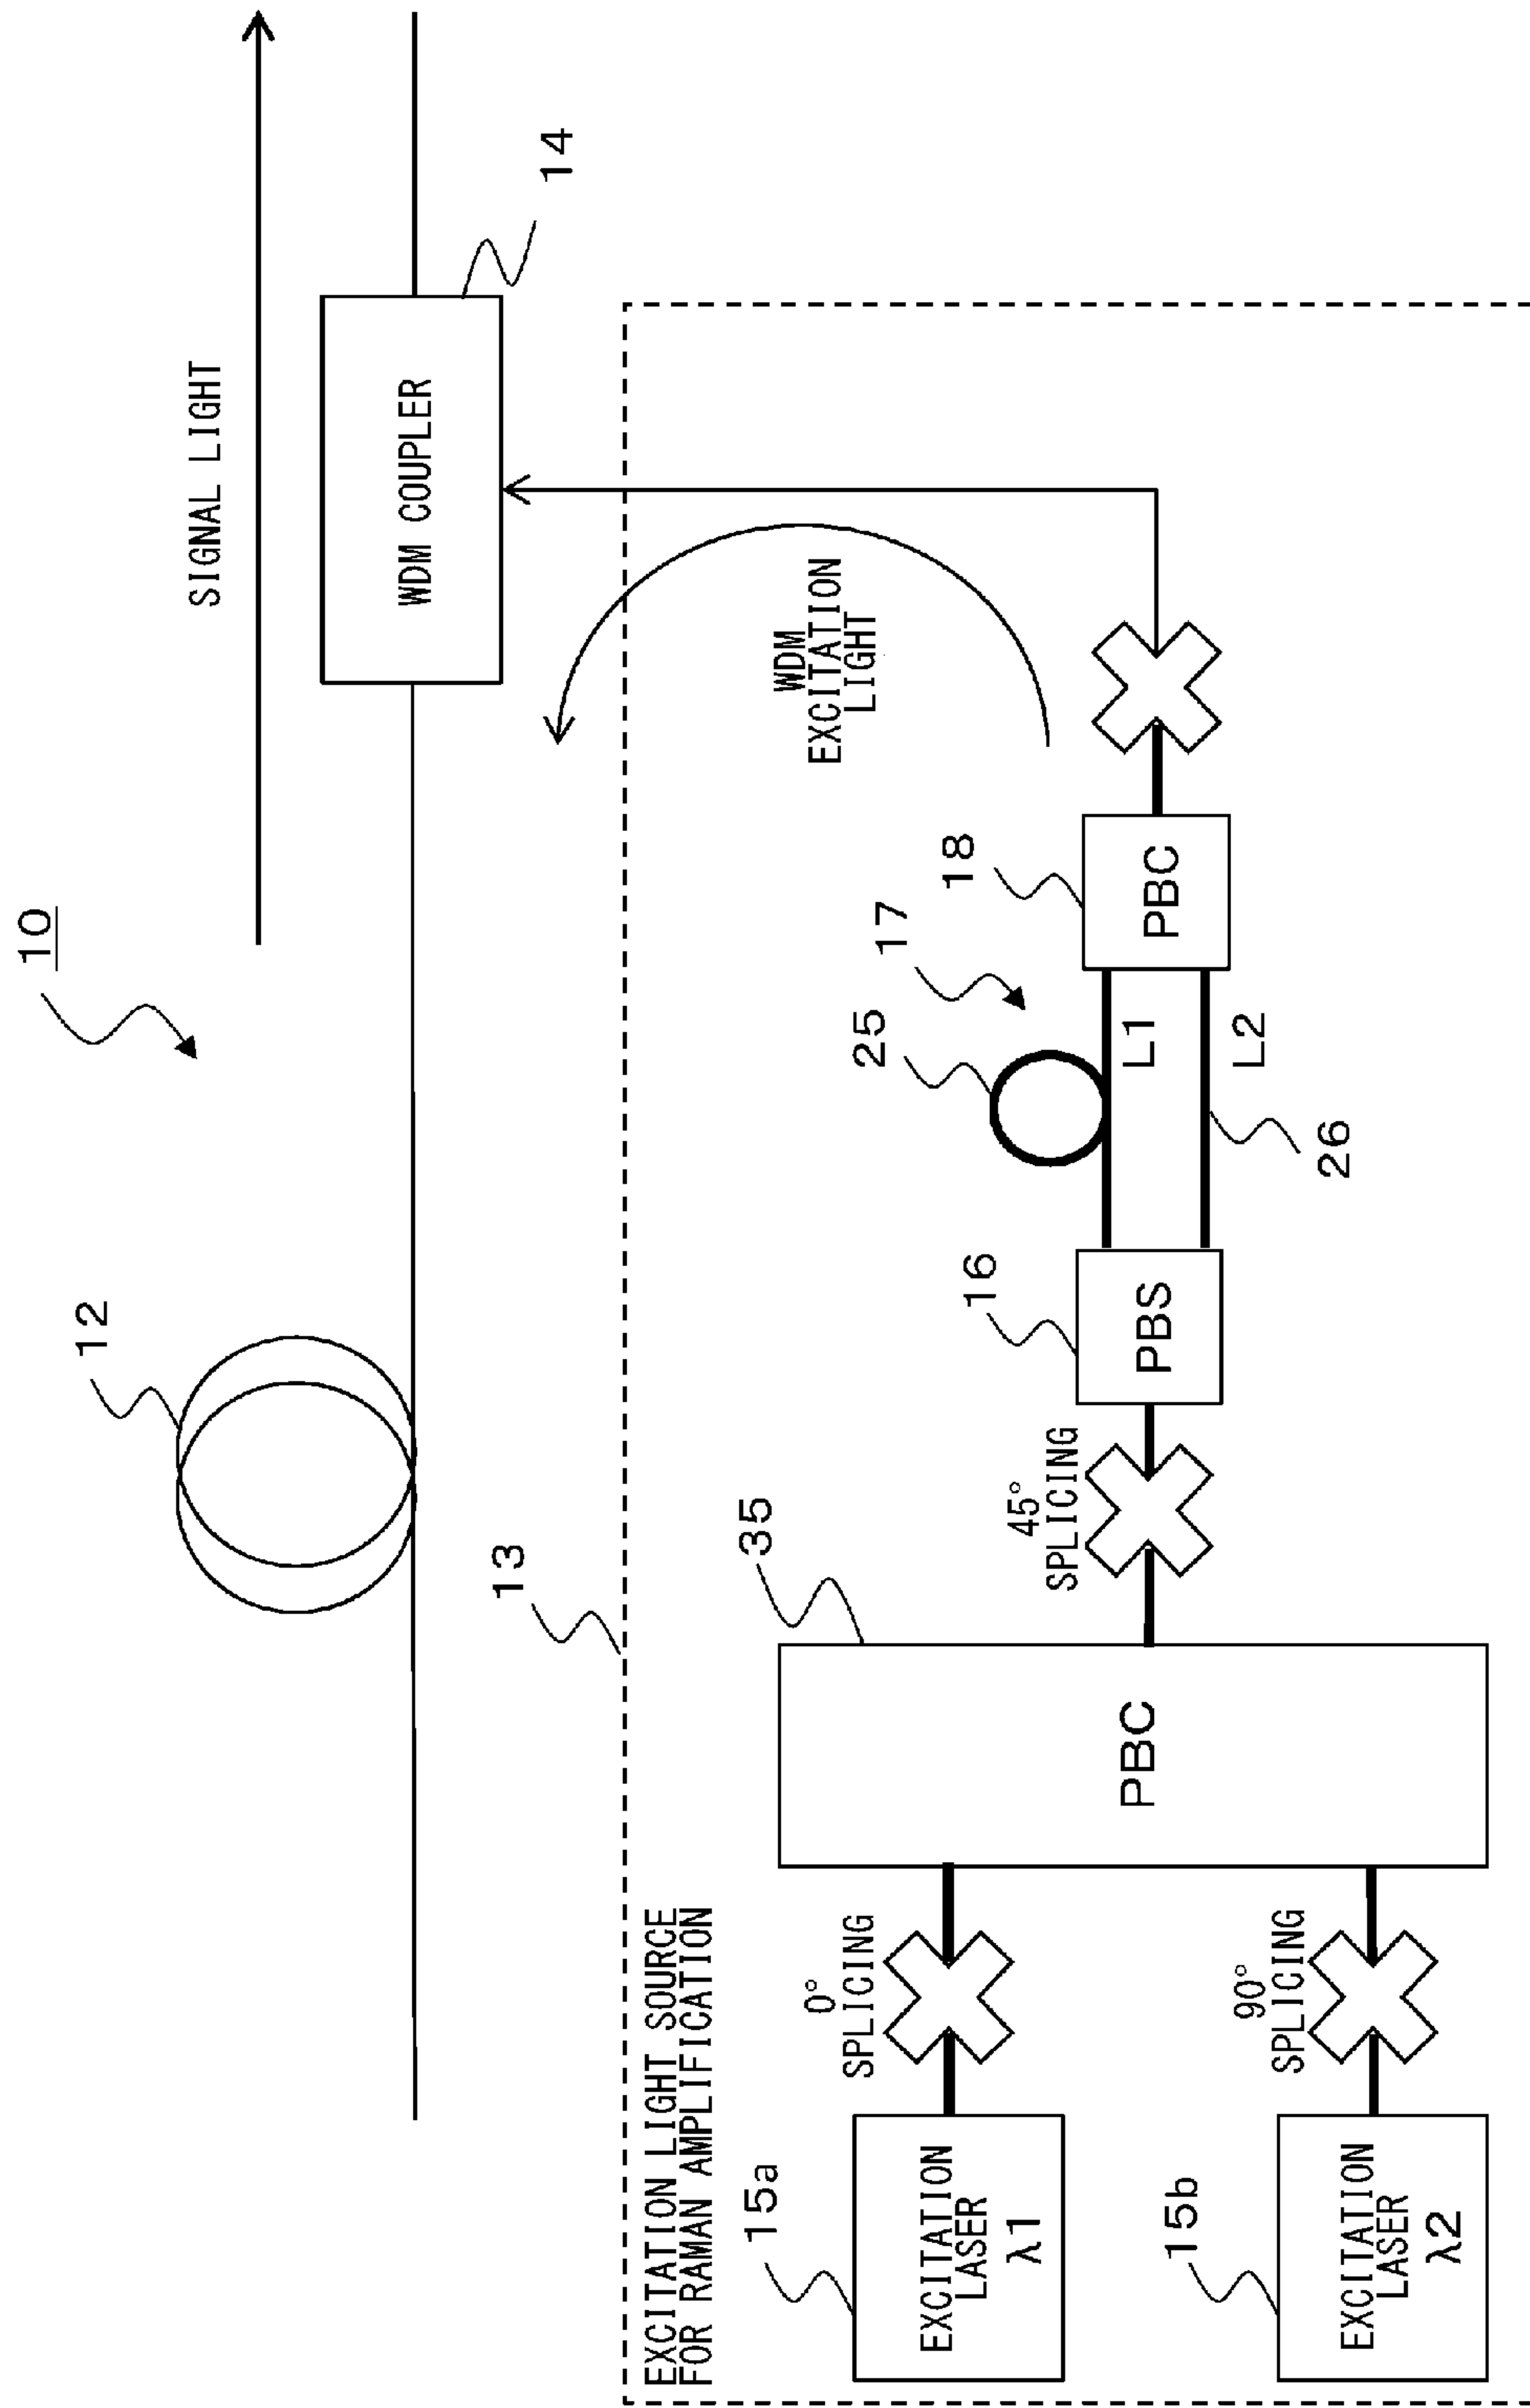 10
SIGNAL LIGHT
12
WDM COUPLER
14
13
EXCITATION LIGHT SOURCE
FOR RAMAN AMPLIFICATION
WDM
EXCITATION
LIGHT
15a
EXCITATION
LASER
λ1
0°
SPLICING
35
PBC
45°
SPLICING
16
PBS
25
17
L1
L2
26
18
PBC
15b
EXCITATION
LASER
λ2
90°
SPLICING